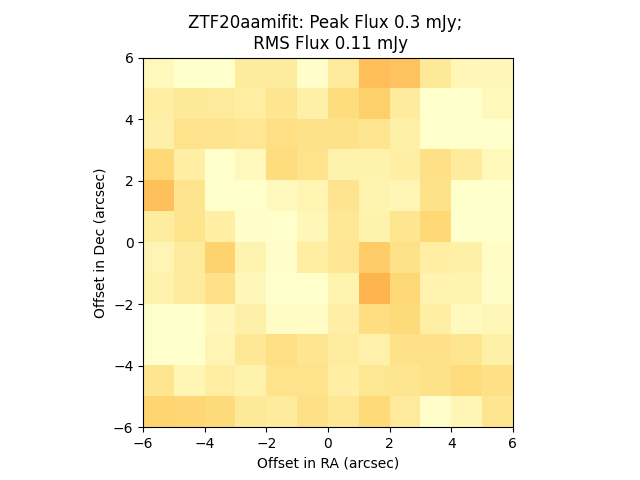 ZTF20aamifit: Peak Flux 0.3 mJy;
RMS Flux 0.11 mJy
6
4
2
0
−2
−4
−6
Offset in Dec (arcsec)
−6 −4 −2 0 2 4 6
Offset in RA (arcsec)